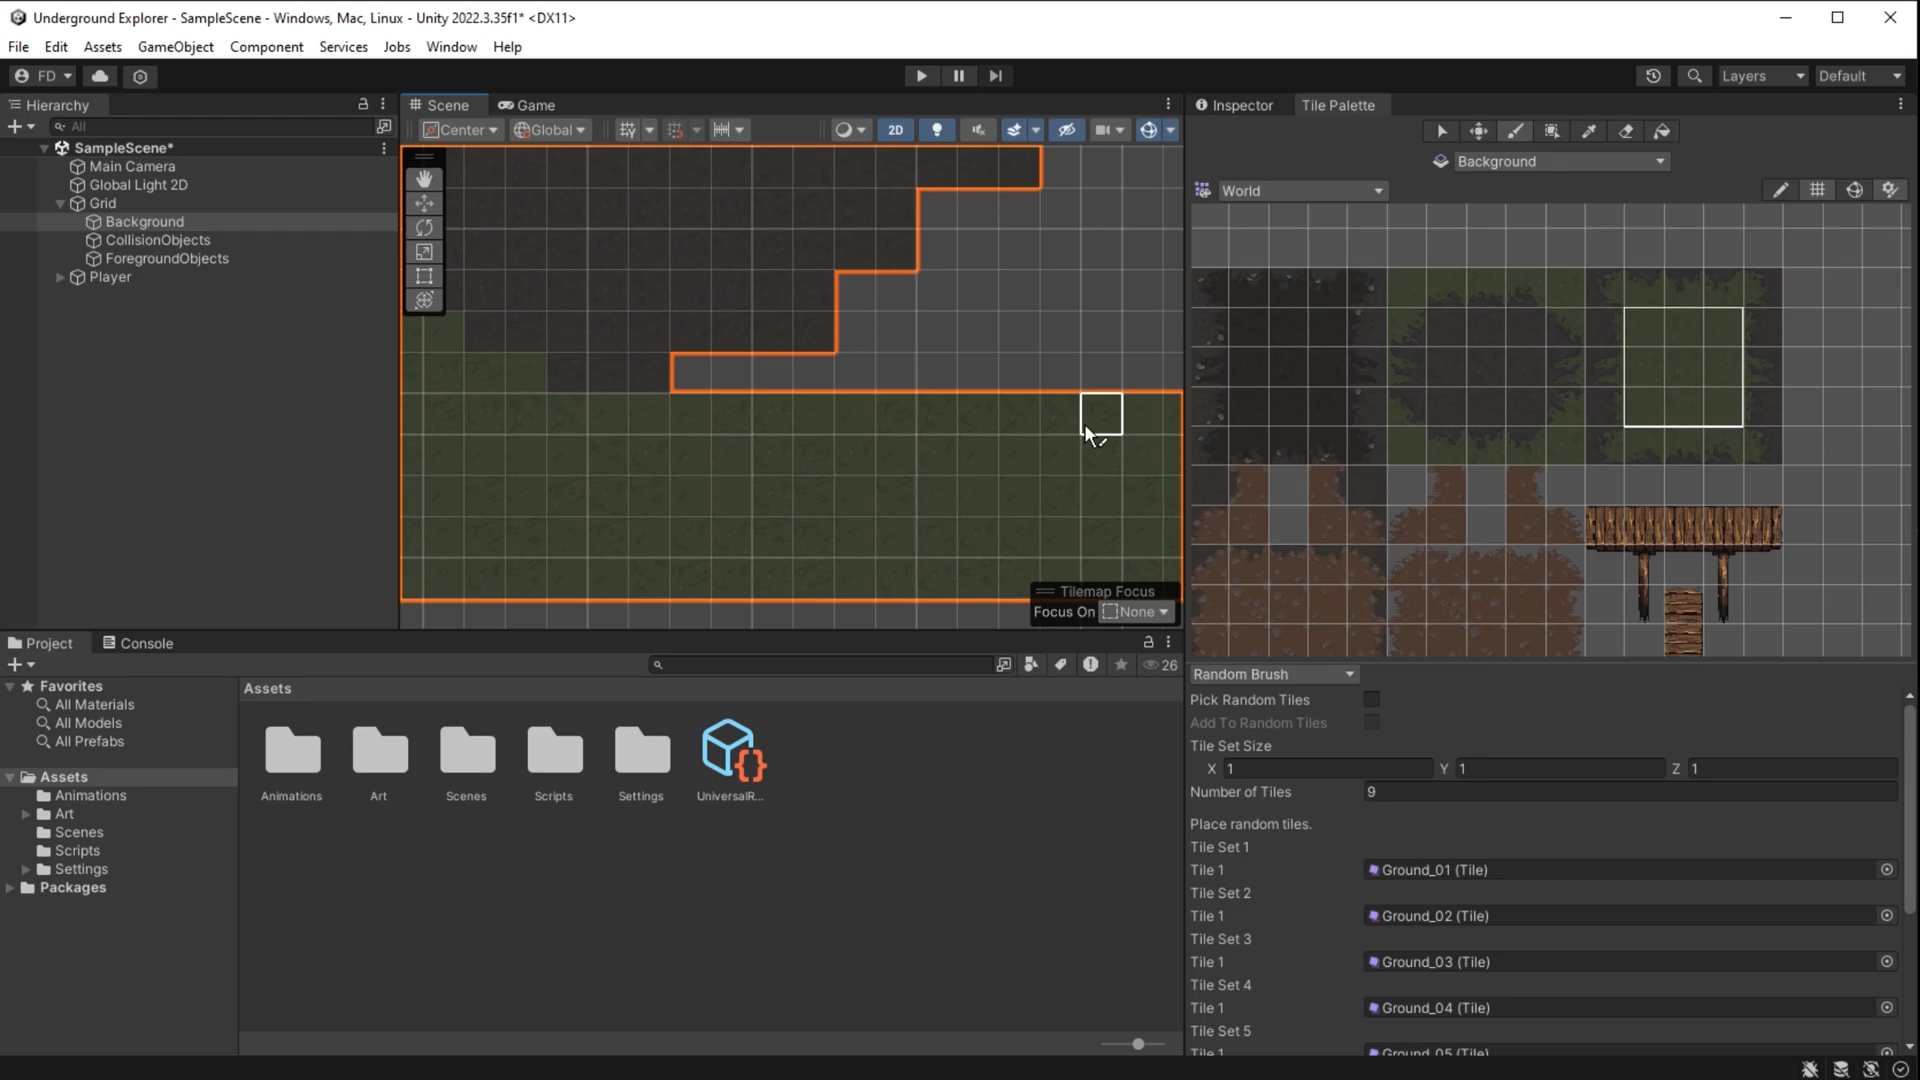 Underground Explorer - SampleScene - Windows, Mac, Linux - Unity 2022.3.35f1* <DX11>
File Edit Assets GameObject Component Services Jobs Window Help
FD
Layers
Default
Hierarchy
All
SampleScene*
Main Camera
Global Light 2D
Grid
Background
CollisionObjects
ForegroundObjects
Player
Scene
Game
Center
Global
2D
Tilemap Focus
Focus On None
Inspector
Tile Palette
Background
World
Random Brush
Pick Random Tiles
Add To Random Tiles
Tile Set Size
X 1 Y 1 Z 1
Number of Tiles 9
Place random tiles.
Tile Set 1
Tile 1 Ground_01 (Tile)
Tile Set 2
Tile 1 Ground_02 (Tile)
Tile Set 3
Tile 1 Ground_03 (Tile)
Tile Set 4
Tile 1 Ground_04 (Tile)
Tile Set 5
Tile 1 Ground_05 (Tile)
Project
Console
26
Favorites
All Materials
All Models
All Prefabs
Assets
Animations
Art
Scenes
Scripts
Settings
Packages
Assets
Animations
Art
Scenes
Scripts
Settings
UniversalR...